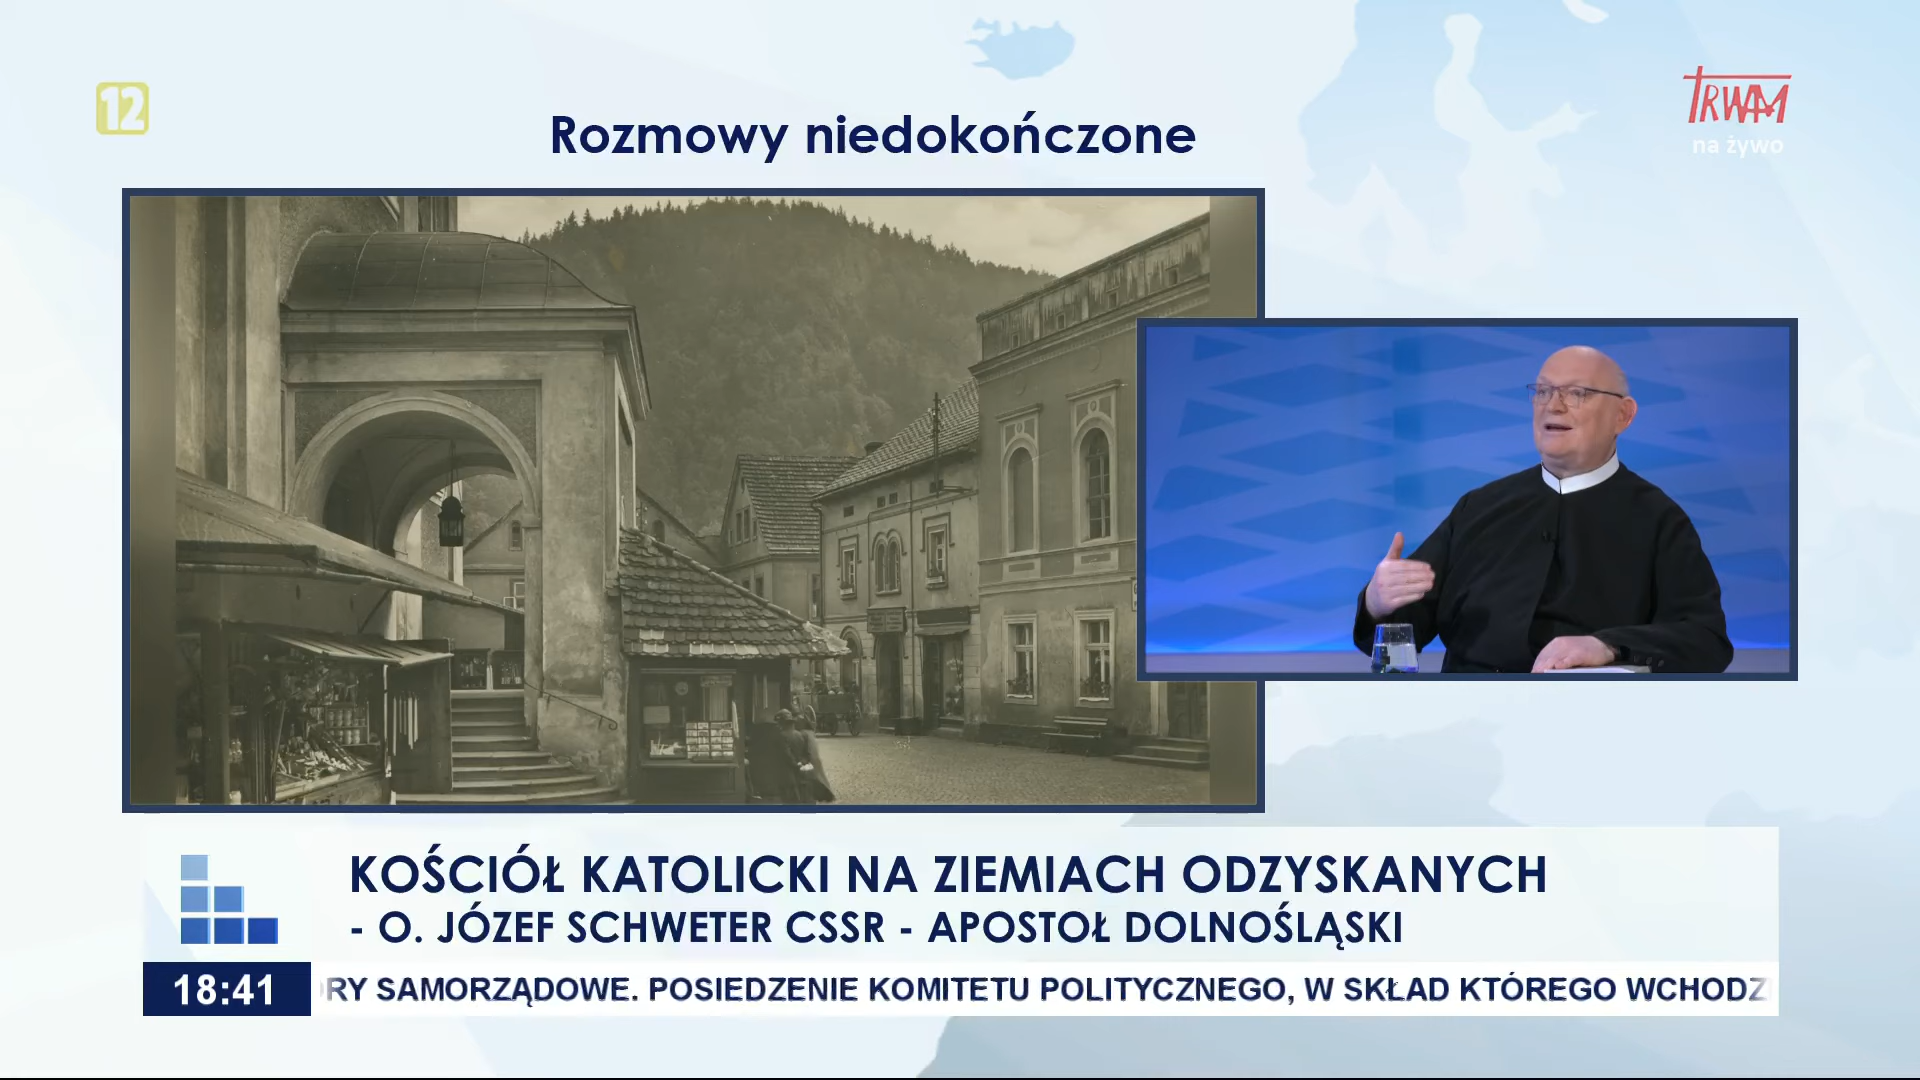 12
TRWAM
na żywo
Rozmowy niedokończone
KOŚCIÓŁ KATOLICKI NA ZIEMIACH ODZYSKANYCH
- O. JÓZEF SCHWETER CSSR - APOSTOŁ DOLNOŚLĄSKI
18:41
RY SAMORZĄDOWE. POSIEDZENIE KOMITETU POLITYCZNEGO, W SKŁAD KTÓREGO WCHODZ